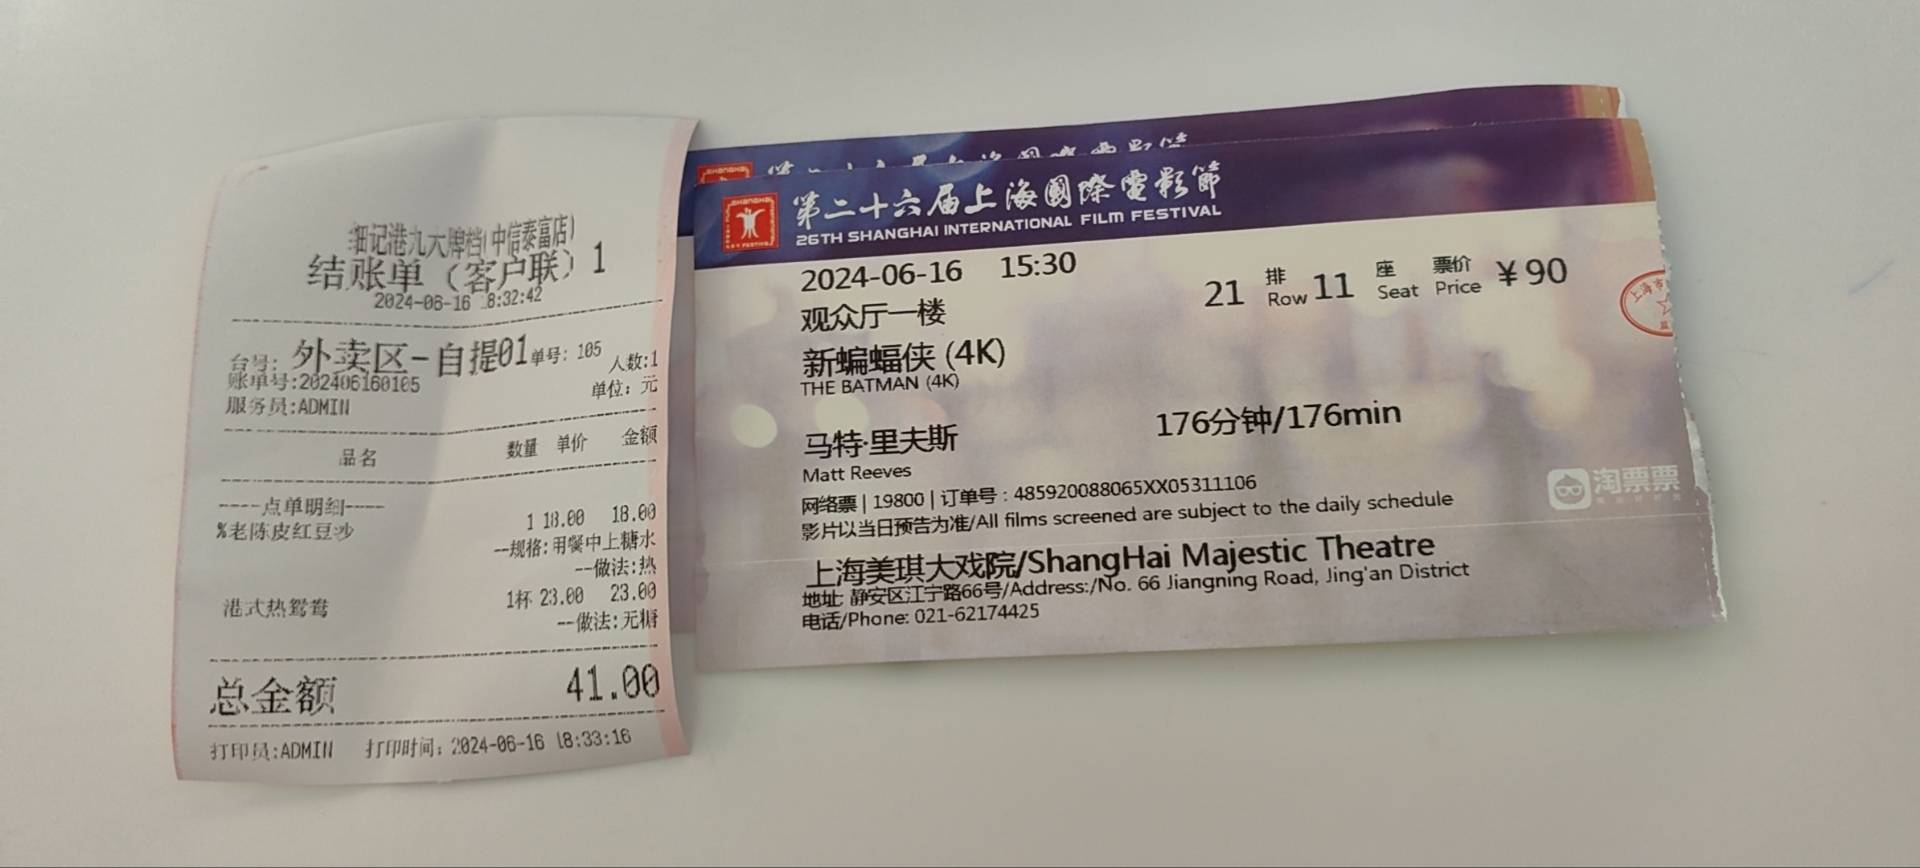 细记港九大牌档(中信泰富店)
结账单（客户联）1
2024-06-16 18:32:42
台号: 外卖区-自提01 单号: 105 人数:1
账单号:202406160105 单位: 元
服务员:ADMIN
品名 数量 单价 金额
----点单明细----
%老陈皮红豆沙 1 18.00 18.00
--规格:用餐中上糖水
--做法:热
港式热鸳鸯 1杯 23.00 23.00
--做法:无糖
总金额 41.00
打印员:ADMIN 打印时间: 2024-06-16 18:33:16
SHANGHAI
第二十六届上海國際電影節
26TH SHANGHAI INTERNATIONAL FILM FESTIVAL
2024-06-16 15:30
21 排 Row 11 座 Seat 票价 Price ￥90
观众厅一楼
新蝙蝠侠 (4K)
THE BATMAN (4K)
马特·里夫斯 176分钟/176min
Matt Reeves
网络票 | 19800 | 订单号 : 485920088065XX05311106
影片以当日预告为准/All films screened are subject to the daily schedule
淘票票
上海美琪大戏院/ShangHai Majestic Theatre
地址: 静安区江宁路66号/Address:/No. 66 Jiangning Road, Jing'an District
电话/Phone: 021-62174425
上海市